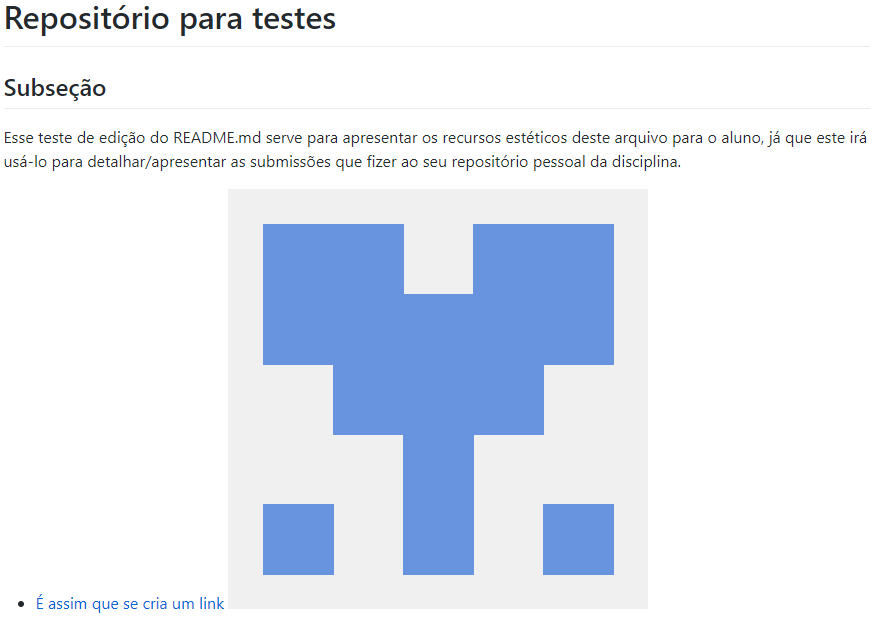 Repositório para testes
Subseção
Esse teste de edição do README.md serve para apresentar os recursos estéticos deste arquivo para o aluno, já que este irá
usá-lo para detalhar/apresentar as submissões que fizer ao seu repositório pessoal da disciplina.
É assim que se cria um link